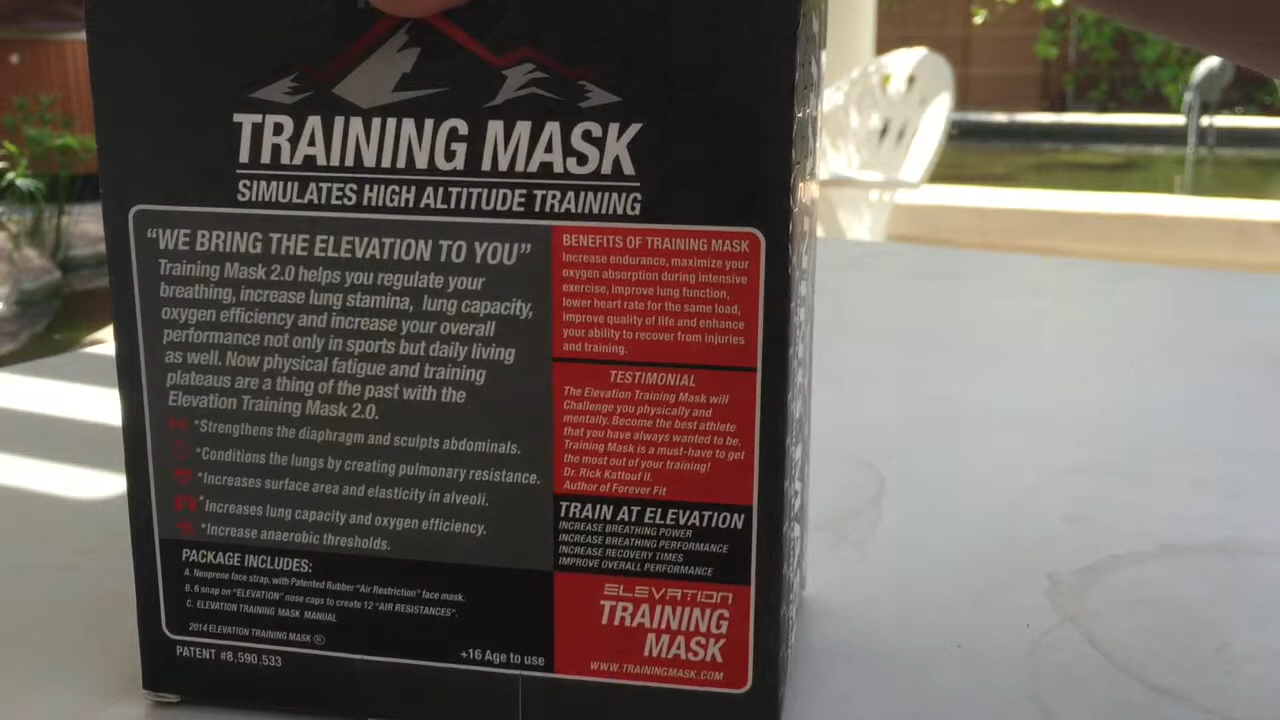 TRAINING MASK
SIMULATES HIGH ALTITUDE TRAINING
“WE BRING THE ELEVATION TO YOU”
Training Mask 2.0 helps you regulate your
breathing, increase lung stamina, lung capacity,
oxygen efficiency and increase your overall
performance not only in sports but daily living
as well. Now physical fatigue and training
plateaus are a thing of the past with the
Elevation Training Mask 2.0.
*Strengthens the diaphragm and sculpts abdominals.
*Conditions the lungs by creating pulmonary resistance.
*Increases surface area and elasticity in alveoli.
*Increases lung capacity and oxygen efficiency.
*Increase anaerobic thresholds.
PACKAGE INCLUDES:
A. Neoprene face strap, with Patented Rubber “Air Restriction” face mask.
B. 6 snap on “ELEVATION” nose caps to create 12 “AIR RESISTANCES”.
C. ELEVATION TRAINING MASK MANUAL
2014 ELEVATION TRAINING MASK ®
+16 Age to use
PATENT #8,590,533
BENEFITS OF TRAINING MASK
Increase endurance, maximize your
oxygen absorption during intensive
exercise, improve lung function,
lower heart rate for the same load,
improve quality of life and enhance
your ability to recover from injuries
and training.
TESTIMONIAL
The Elevation Training Mask will
Challenge you physically and
mentally. Become the best athlete
that you have always wanted to be.
Training Mask is a must-have to get
the most out of your training!
Dr. Rick Kattouf II.
Author of Forever Fit
TRAIN AT ELEVATION
INCREASE BREATHING POWER
INCREASE BREATHING PERFORMANCE
INCREASE RECOVERY TIMES
IMPROVE OVERALL PERFORMANCE
ELEVATION
TRAINING
MASK
WWW.TRAININGMASK.COM